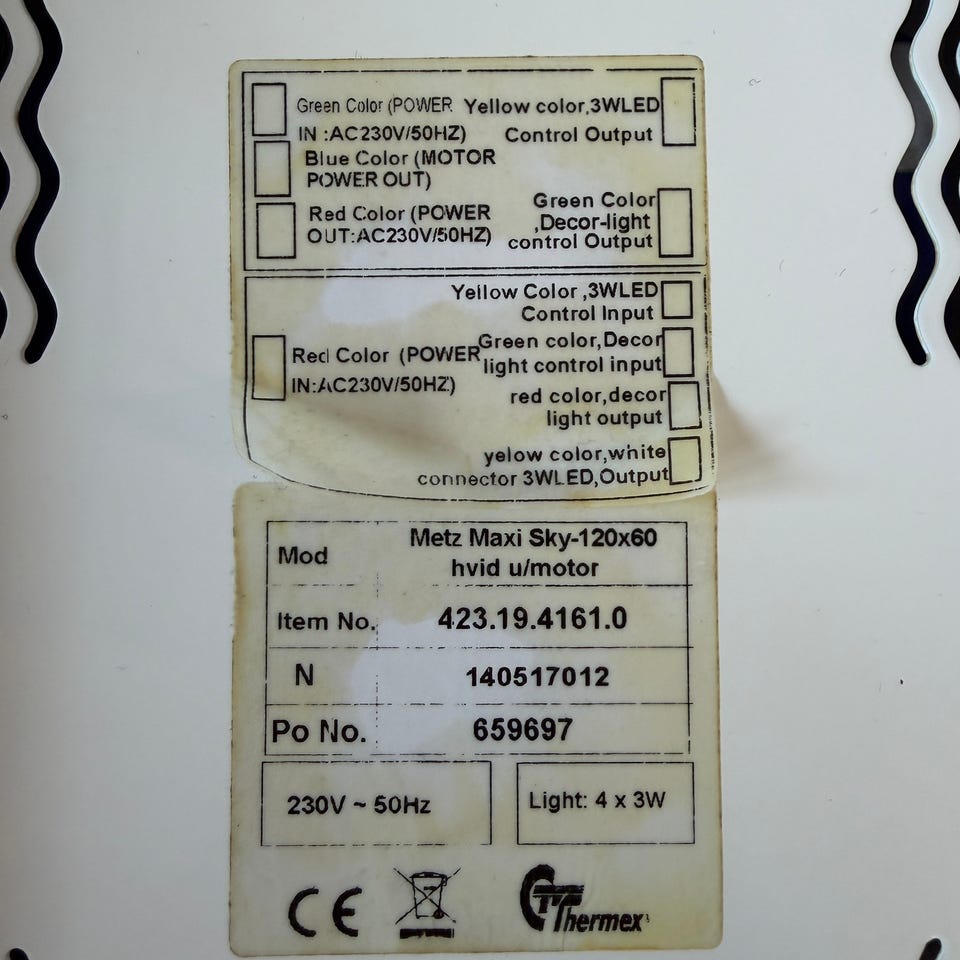 Green Color (POWER
IN :AC230V/50HZ)
Blue Color (MOTOR
POWER OUT)
Red Color (POWER
OUT:AC230V/50HZ)
Yellow color,3WLED
Control Output
Green Color
,Decor-light
control Output
Yellow Color ,3WLED
Control Input
Green color,Decor
light control input
Red Color (POWER
IN:AC230V/50HZ)
red color,decor
light output
yellow color,white
connector 3WLED,Output
Mod
Metz Maxi Sky-120x60
hvid u/motor
Item No. 423.19.4161.0
N 140517012
Po No. 659697
230V ~ 50Hz
Light: 4 x 3W
CE
Thermex